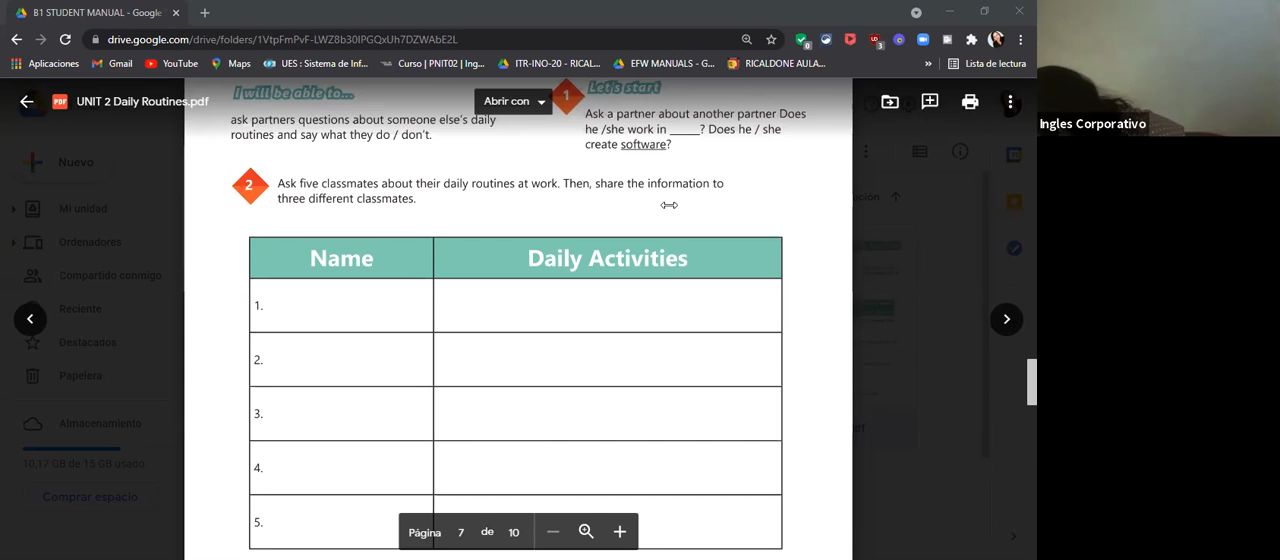 B1 STUDENT MANUAL - Google
drive.google.com/drive/folders/1VtpFmPvF-LWZ8b30IPGQxUh7DZWAbE2L
0
3
Aplicaciones
Gmail
YouTube
Maps
UES : Sistema de Inf...
Curso | PNIT02 | Ing...
ITR-INO-20 - RICAL...
EFW MANUALS - G...
RICALDONE AULA...
»
Lista de lectura
PDF
UNIT 2 Daily Routines.pdf
Abrir con
I will be able to...
ask partners questions about someone else's daily
routines and say what they do / don't.
1
Let's start
Ask a partner about another partner Does
he /she work in _____? Does he / she
create software?
Nuevo
Mi unidad
Ordenadores
Compartido conmigo
Reciente
Destacados
Papelera
Almacenamiento
10,17 GB de 15 GB usado
Comprar espacio
2
Ask five classmates about their daily routines at work. Then, share the information to
three different classmates.
Name
Daily Activities
1.
2.
3.
4.
5.
Página 7 de 10
Ingles Corporativo